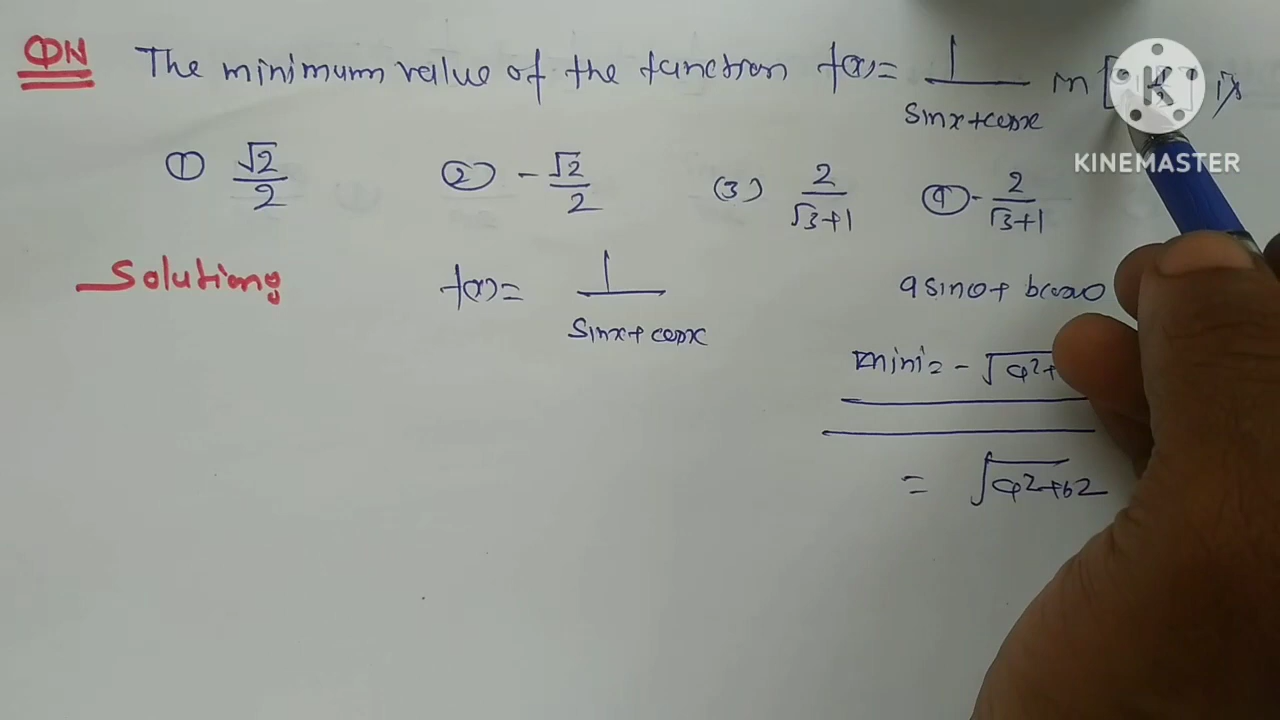 QN The minimum value of the function f(x) = 1/(sinx+cosx) in [ ] is
① √2/2 ② -√2/2 (3) 2/(√3+1) ④ -2/(√3+1)
Solution: f(x) = 1/(sinx+cosx) a sinθ + b cosθ
mini = -√a²+
= √a²+b2
KINEMASTER